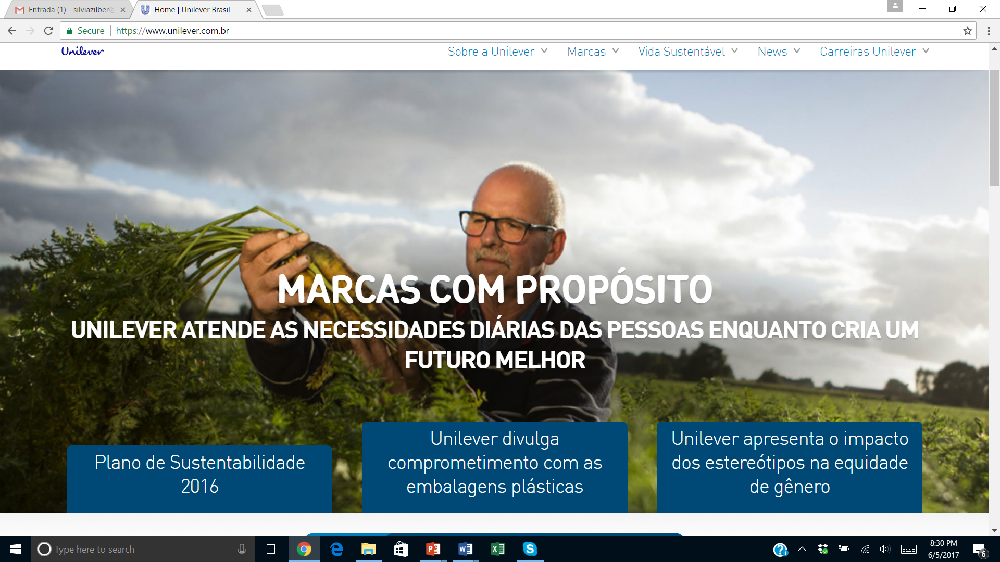 Entrada (1) - silviazilber@
Home | Unilever Brasil
Secure
https://www.unilever.com.br
Unilever
Sobre a Unilever
Marcas
Vida Sustentável
News
Carreiras Unilever
MARCAS COM PROPÓSITO
UNILEVER ATENDE AS NECESSIDADES DIÁRIAS DAS PESSOAS ENQUANTO CRIA UM
FUTURO MELHOR
Plano de Sustentabilidade
2016
Unilever divulga
comprometimento com as
embalagens plásticas
Unilever apresenta o impacto
dos estereótipos na equidade
de gênero
Type here to search
8:30 PM
6/5/2017
6